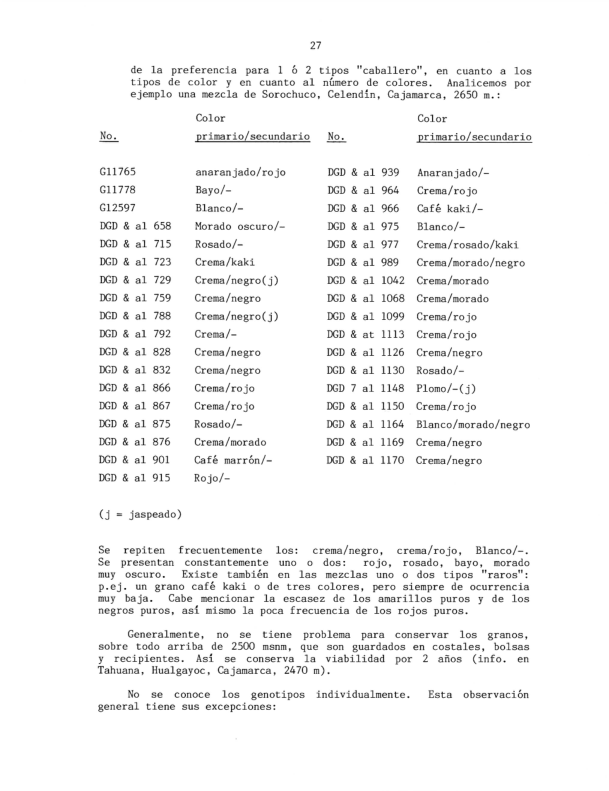 27
de la preferencia para 1 ó 2 tipos "caballero", en cuanto a los
tipos de color y en cuanto al número de colores. Analicemos por
ejemplo una mezcla de Sorochuco, Celendín, Cajamarca, 2650 m.:
Color Color
No. primario/secundario No. primario/secundario
G11765 anaranjado/rojo DGD & al 939 Anaranjado/-
G11778 Bayo/- DGD & al 964 Crema/rojo
G12597 Blanco/- DGD & al 966 Café kaki/-
DGD & al 658 Morado oscuro/- DGD & al 975 Blanco/-
DGD & al 715 Rosado/- DGD & al 977 Crema/rosado/kaki
DGD & al 723 Crema/kaki DGD & al 989 Crema/morado/negro
DGD & al 729 Crema/negro(j) DGD & al 1042 Crema/morado
DGD & al 759 Crema/negro DGD & al 1068 Crema/morado
DGD & al 788 Crema/negro(j) DGD & al 1099 Crema/rojo
DGD & al 792 Crema/- DGD & at 1113 Crema/rojo
DGD & al 828 Crema/negro DGD & al 1126 Crema/negro
DGD & al 832 Crema/negro DGD & al 1130 Rosado/-
DGD & al 866 Crema/rojo DGD 7 al 1148 Plomo/-(j)
DGD & al 867 Crema/rojo DGD & al 1150 Crema/rojo
DGD & al 875 Rosado/- DGD & al 1164 Blanco/morado/negro
DGD & al 876 Crema/morado DGD & al 1169 Crema/negro
DGD & al 901 Café marrón/- DGD & al 1170 Crema/negro
DGD & al 915 Rojo/-
(j = jaspeado)
Se repiten frecuentemente los: crema/negro, crema/rojo, Blanco/-.
Se presentan constantemente uno o dos: rojo, rosado, bayo, morado
muy oscuro. Existe también en las mezclas uno o dos tipos "raros":
p.ej. un grano café kaki o de tres colores, pero siempre de ocurrencia
muy baja. Cabe mencionar la escasez de los amarillos puros y de los
negros puros, así mismo la poca frecuencia de los rojos puros.
Generalmente, no se tiene problema para conservar los granos,
sobre todo arriba de 2500 msnm, que son guardados en costales, bolsas
y recipientes. Así se conserva la viabilidad por 2 años (info. en
Tahuana, Hualgayoc, Cajamarca, 2470 m).
No se conoce los genotipos individualmente. Esta observación
general tiene sus excepciones: